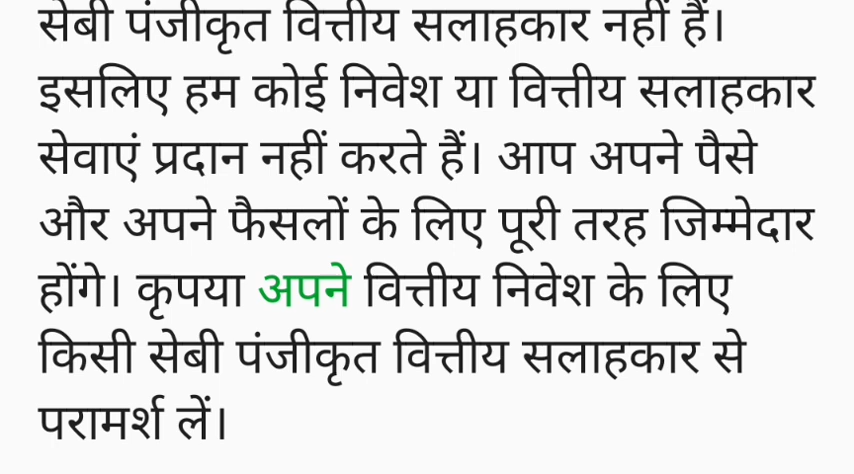 सेबी पंजीकृत वित्तीय सलाहकार नहीं हैं।
इसलिए हम कोई निवेश या वित्तीय सलाहकार
सेवाएं प्रदान नहीं करते हैं। आप अपने पैसे
और अपने फैसलों के लिए पूरी तरह जिम्मेदार
होंगे। कृपया अपने वित्तीय निवेश के लिए
किसी सेबी पंजीकृत वित्तीय सलाहकार से
परामर्श लें।